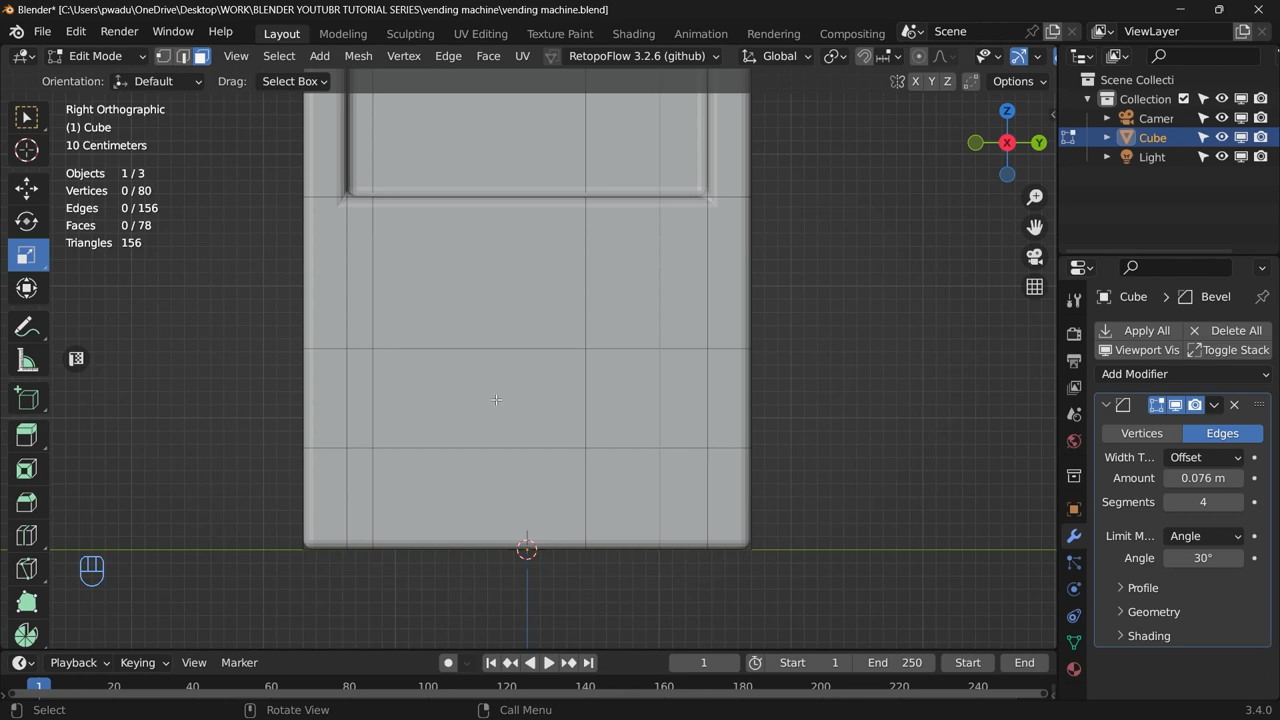 Blender* [C:\Users\pwadu\OneDrive\Desktop\WORK\BLENDER YOUTUBR TUTORIAL SERIES\vending machine\vending machine.blend]
File Edit Render Window Help Layout Modeling Sculpting UV Editing Texture Paint Shading Animation Rendering Compositing Scene ViewLayer
Edit Mode View Select Add Mesh Vertex Edge Face UV RetopoFlow 3.2.6 (github) Global
Orientation: Default Drag: Select Box X Y Z Options
Scene Collecti
Collection
Camer
Cube
Light
Right Orthographic
(1) Cube
10 Centimeters
Objects 1/3
Vertices 0/80
Edges 0/156
Faces 0/78
Triangles 156
Z
X
Y
Cube > Bevel
Apply All Delete All
Viewport Vis Toggle Stack
Add Modifier
Vertices Edges
Width T... Offset
Amount 0.076 m
Segments 4
Limit M... Angle
Angle 30°
Profile
Geometry
Shading
Playback Keying View Marker 1 Start 1 End 250 Start End
1 20 40 60 80 100 120 140 160 180 200 220 240
Select Rotate View Call Menu 3.4.0